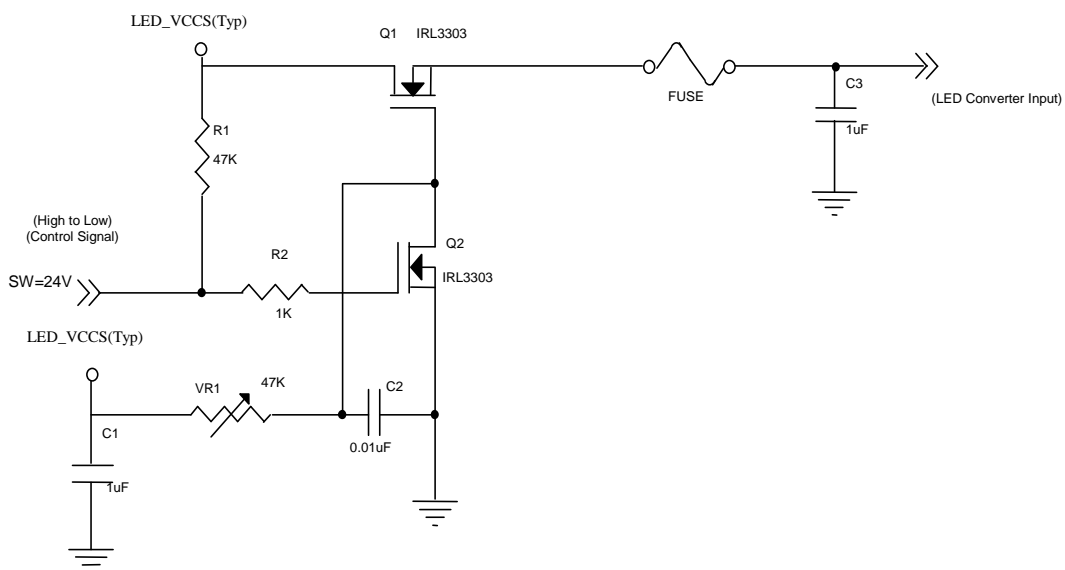 LED_VCCS(Typ)
Q1 IRL3303
FUSE
C3
1uF
(LED Converter Input)
R1
47K
(High to Low)
(Control Signal)
SW=24V
R2
1K
Q2
IRL3303
LED_VCCS(Typ)
VR1 47K
C2
0.01uF
C1
1uF